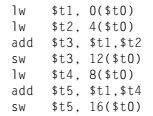 lw $t1, 0($t0)
lw $t2, 4($t0)
add $t3, $t1,$t2
sw $t3, 12($t0)
lw $t4, 8($t0)
add $t5, $t1,$t4
sw $t5, 16($t0)